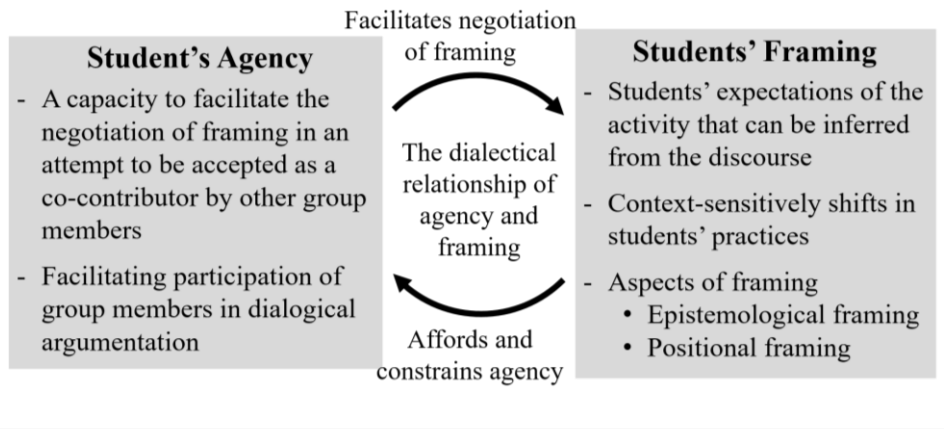 Facilitates negotiation
of framing
Student's Agency
- A capacity to facilitate the
negotiation of framing in an
attempt to be accepted as a
co-contributor by other group
members
- Facilitating participation of
group members in dialogical
argumentation
The dialectical
relationship of
agency and
framing
Affords and
constrains agency
Students' Framing
- Students' expectations of the
activity that can be inferred
from the discourse
- Context-sensitively shifts in
students' practices
- Aspects of framing
• Epistemological framing
• Positional framing